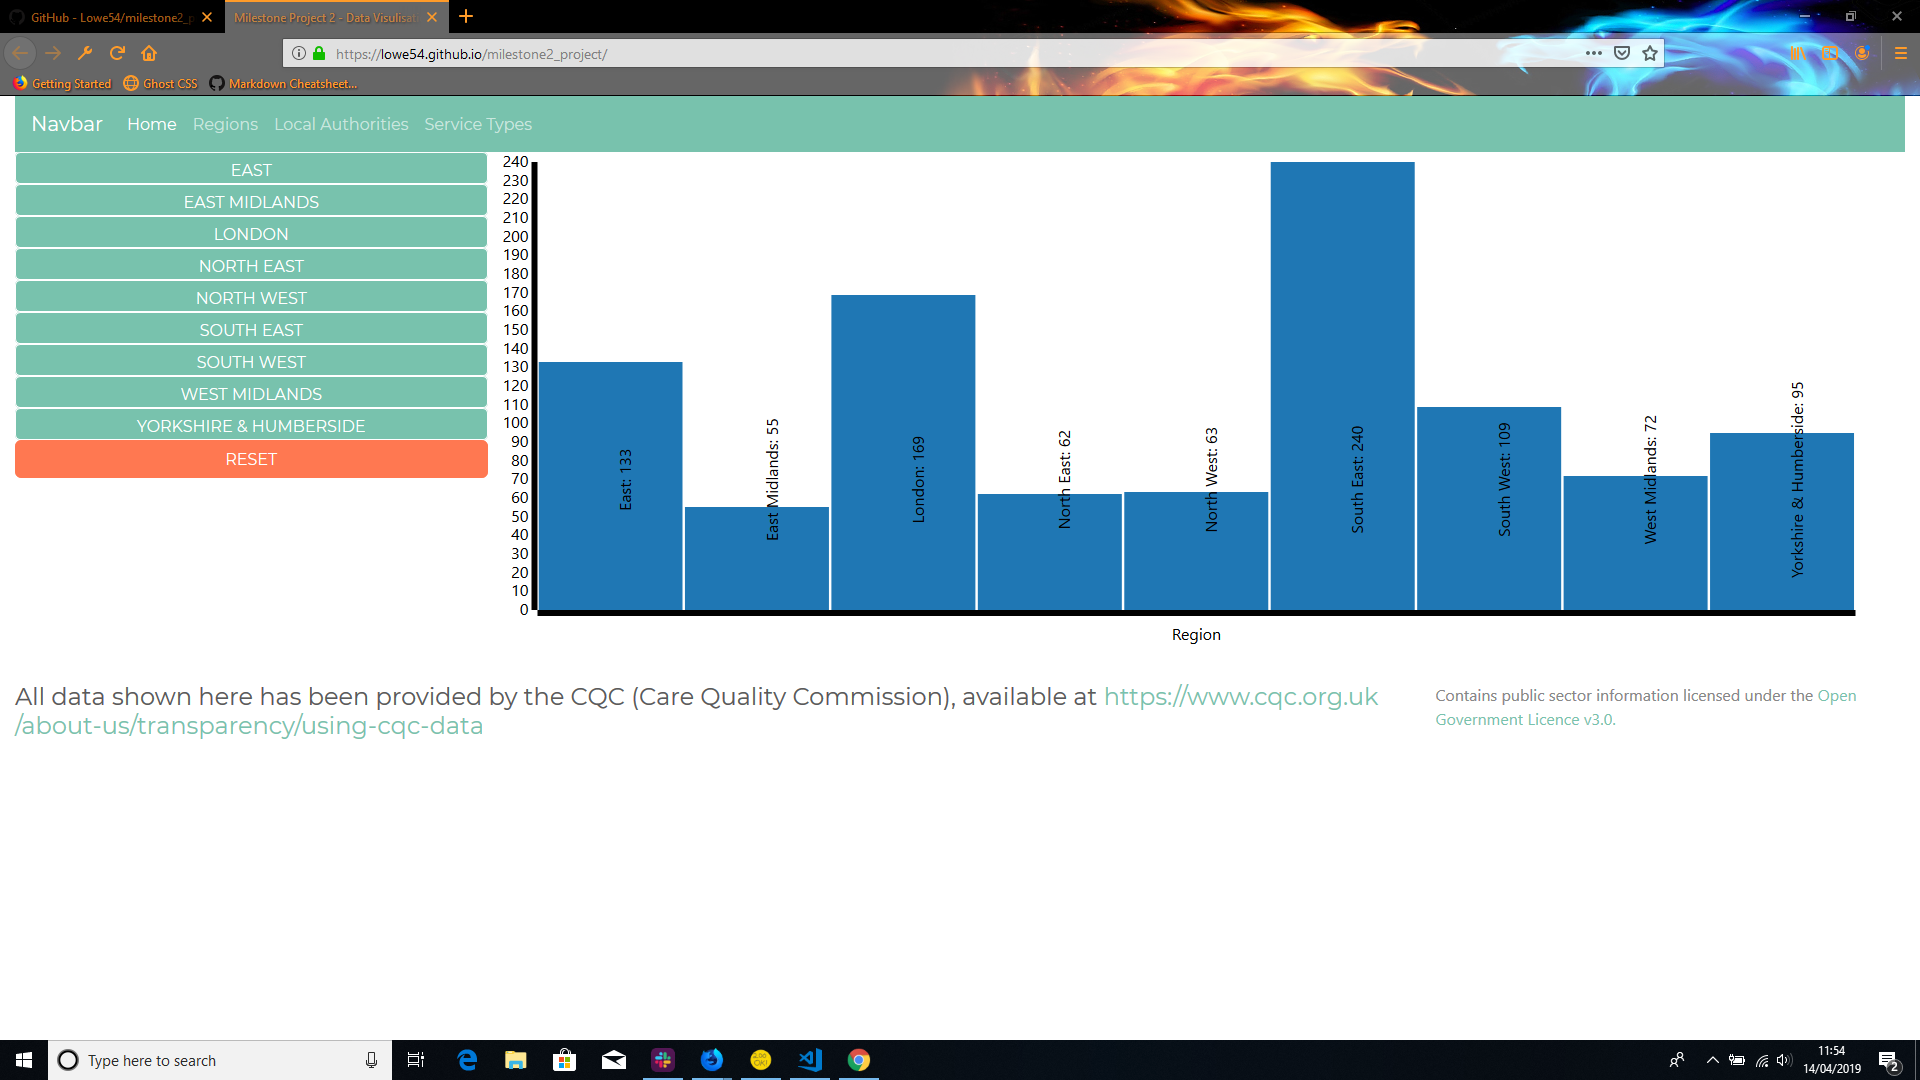 GitHub - Lowe54/milestone2_p
Milestone Project 2 - Data Visulisat
https://lowe54.github.io/milestone2_project/
Getting Started
Ghost CSS
Markdown Cheatsheet...
Navbar
Home
Regions
Local Authorities
Service Types
EAST
EAST MIDLANDS
LONDON
NORTH EAST
NORTH WEST
SOUTH EAST
SOUTH WEST
WEST MIDLANDS
YORKSHIRE & HUMBERSIDE
RESET
240
230
220
210
200
190
180
170
160
150
140
130
120
110
100
90
80
70
60
50
40
30
20
10
0
East: 133
East Midlands: 55
London: 169
North East: 62
North West: 63
South East: 240
South West: 109
West Midlands: 72
Yorkshire & Humberside: 95
Region
All data shown here has been provided by the CQC (Care Quality Commission), available at https://www.cqc.org.uk
/about-us/transparency/using-cqc-data
Contains public sector information licensed under the Open
Government Licence v3.0.
Type here to search
11:54
14/04/2019
2